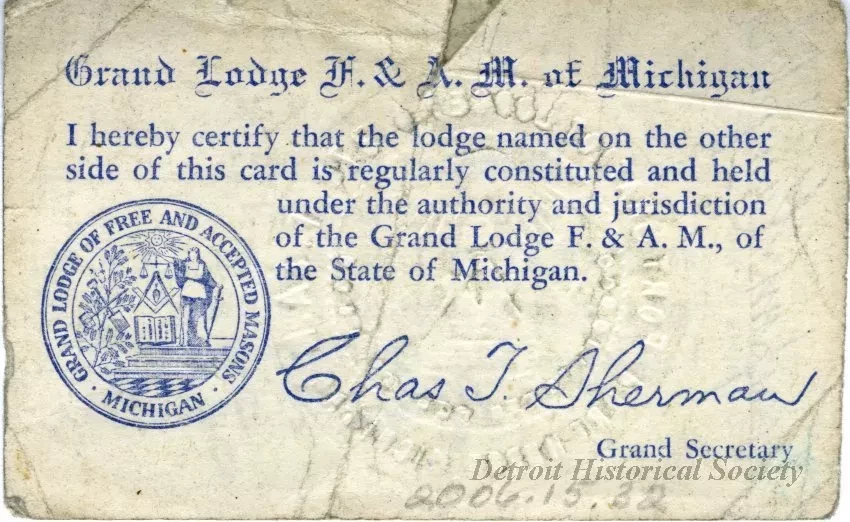 Grand Lodge F. & A. M. of Michigan
I hereby certify that the lodge named on the other
side of this card is regularly constituted and held
under the authority and jurisdiction
of the Grand Lodge F. & A. M., of
the State of Michigan.
GRAND LODGE OF FREE AND ACCEPTED MASONS
· MICHIGAN ·
G
Chas T. Sherman
Grand Secretary
Detroit Historical Society
2006.15.32